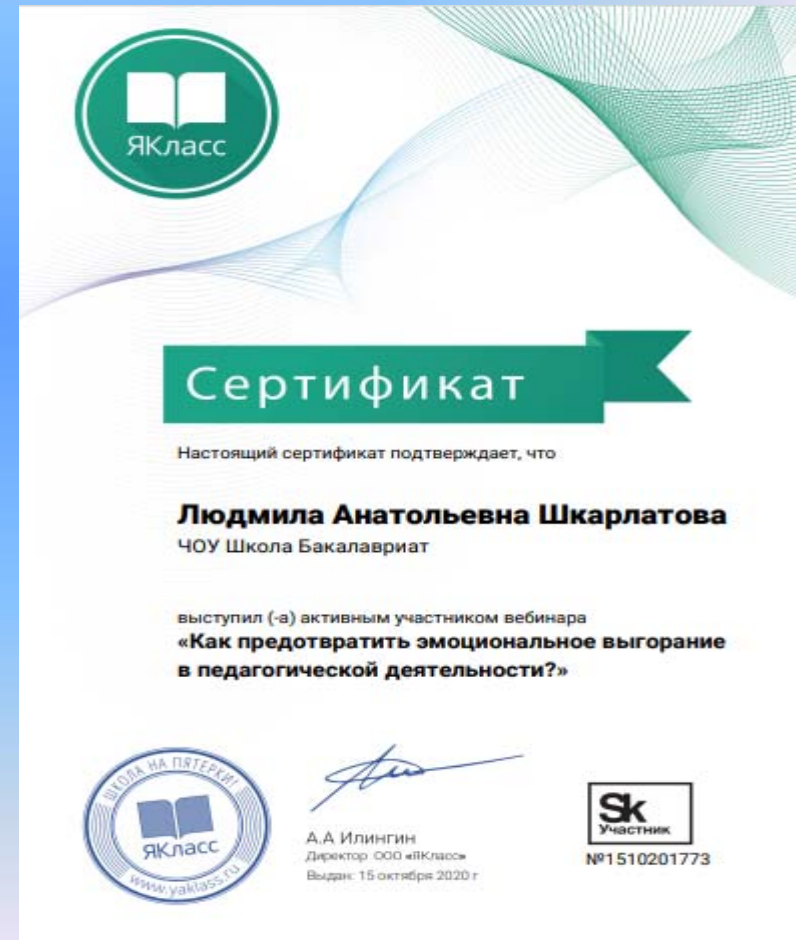 ЯКласс
Сертификат
Настоящий сертификат подтверждает, что
Людмила Анатольевна Шкарлатова
ЧОУ Школа Бакалавриат
выступил (-а) активным участником вебинара
«Как предотвратить эмоциональное выгорание
в педагогической деятельности?»
ШКОЛА НА ПЯТЕРКИ!
ЯКласс
www.yaklass.ru
А.А Илингин
Директор ООО «ЯКласс»
Выдан: 15 октября 2020 г
Sk
Участник
№1510201773